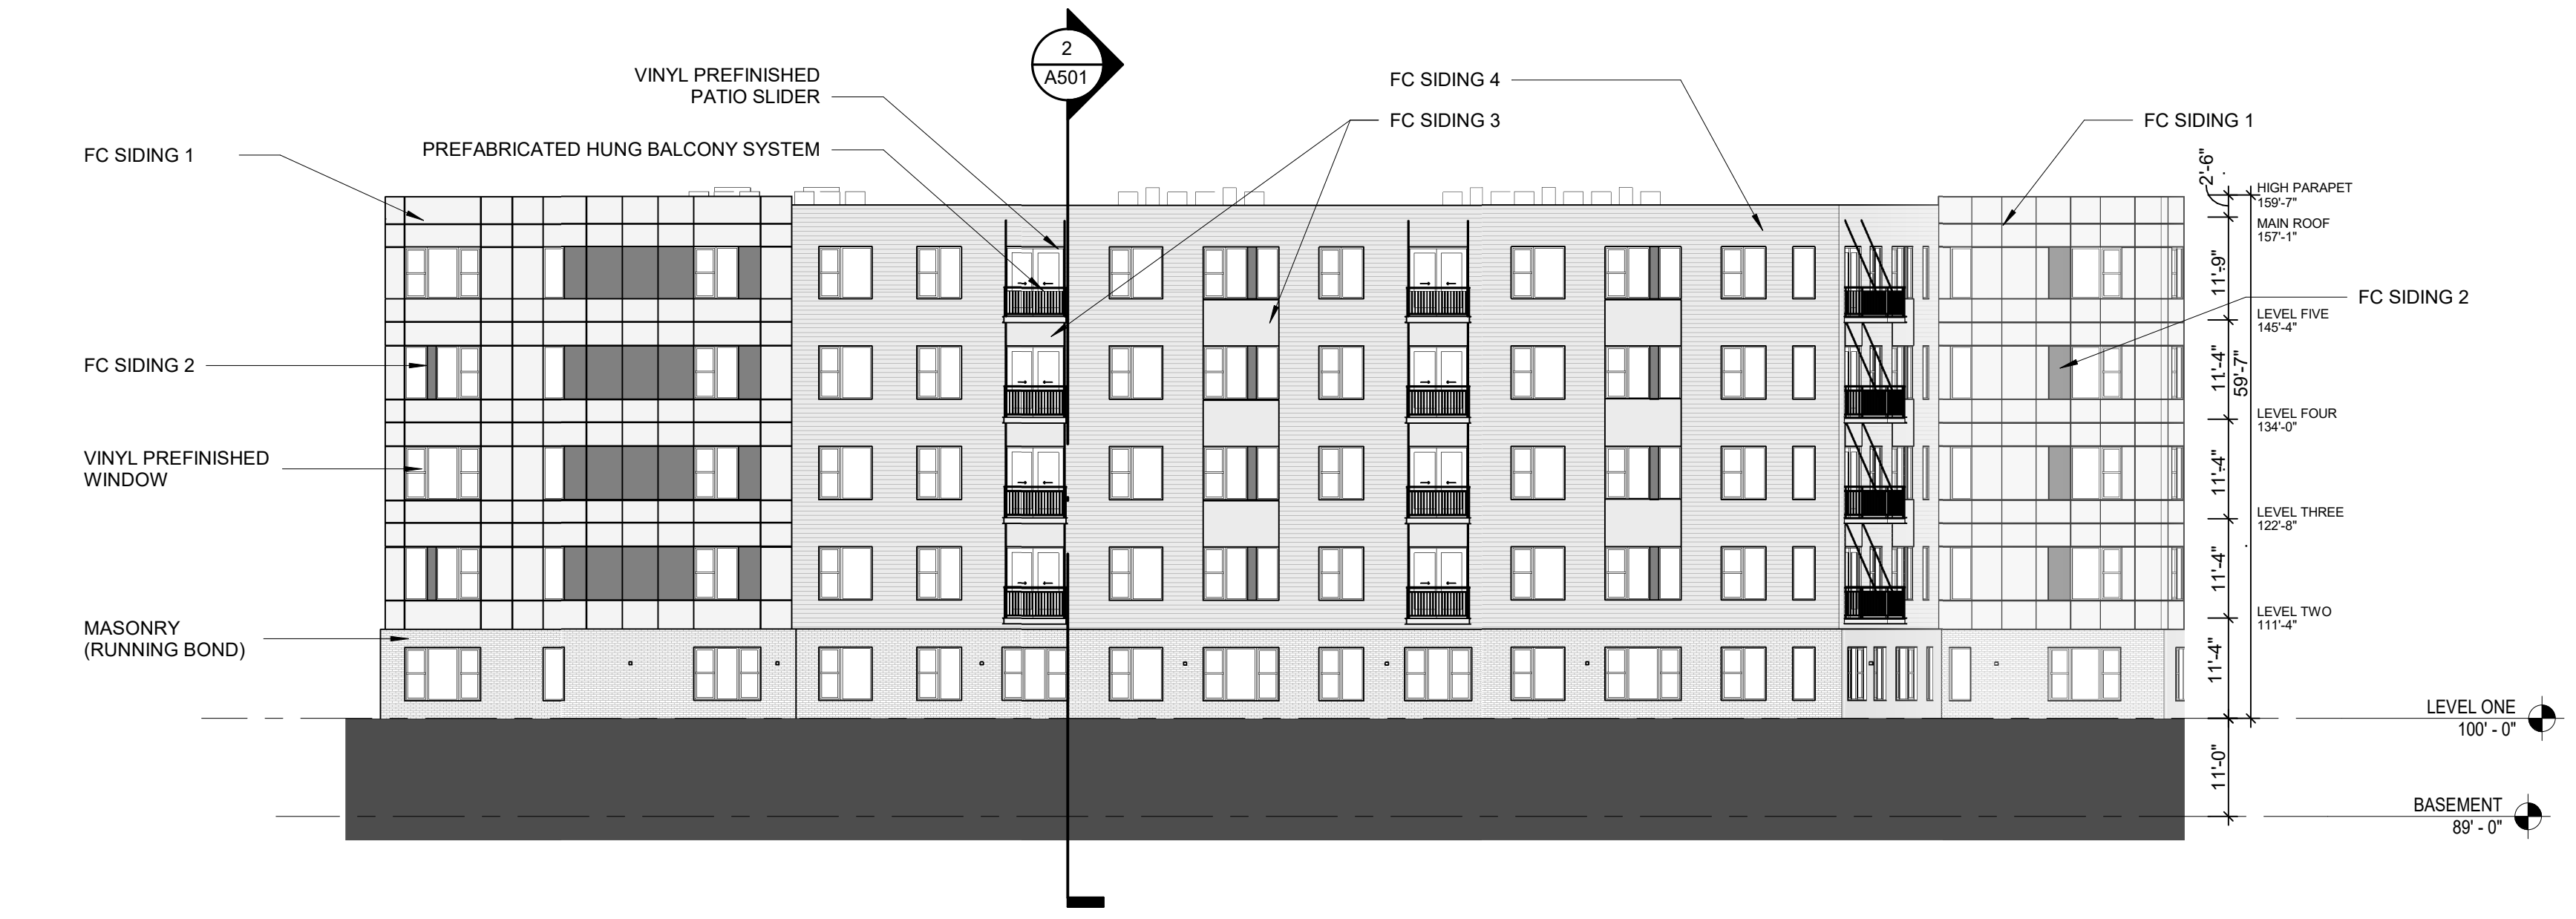 2
A501
VINYL PREFINISHED
PATIO SLIDER
PREFABRICATED HUNG BALCONY SYSTEM
FC SIDING 4
FC SIDING 3
FC SIDING 1
FC SIDING 1
FC SIDING 2
VINYL PREFINISHED
WINDOW
MASONRY
(RUNNING BOND)
FC SIDING 2
2'-6"
HIGH PARAPET
159'-7"
MAIN ROOF
157'-1"
11'-9"
LEVEL FIVE
145'-4"
11'-4"
59'-7"
LEVEL FOUR
134'-0"
11'-4"
LEVEL THREE
122'-8"
11'-4"
LEVEL TWO
111'-4"
11'-4"
LEVEL ONE
100' - 0"
11'-0"
BASEMENT
89' - 0"